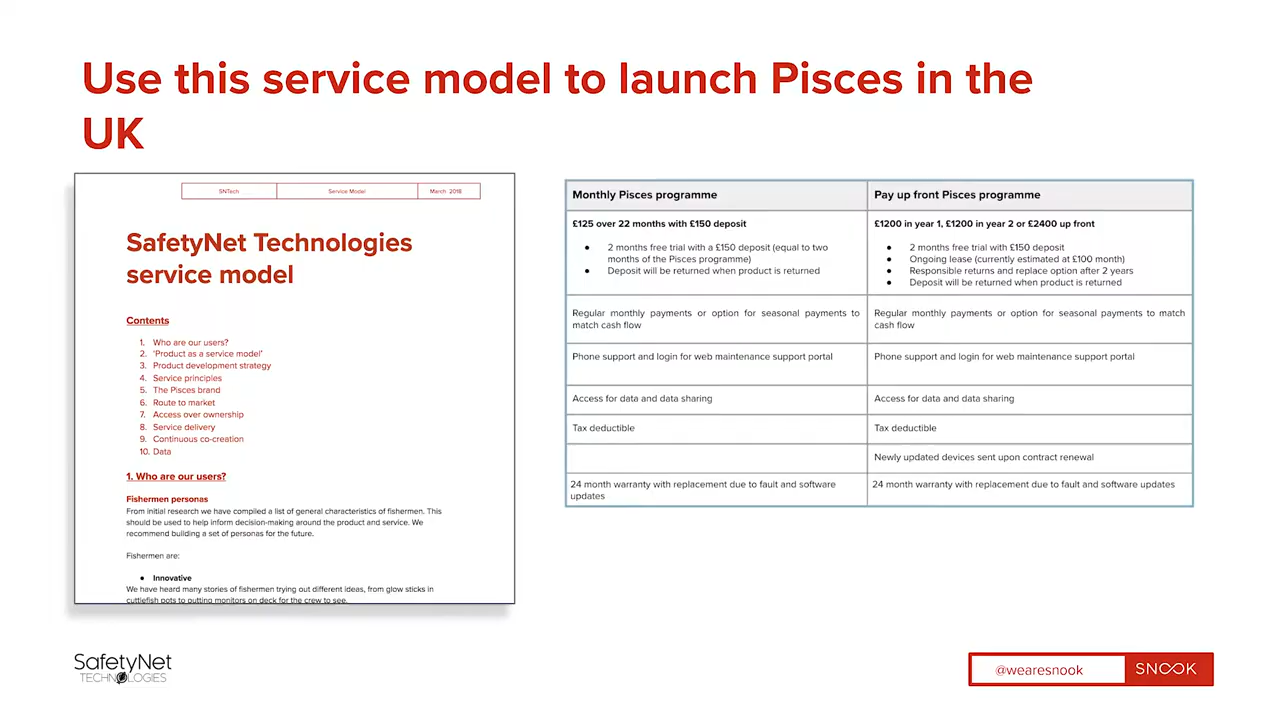 Use this service model to launch Pisces in the
UK
SNTech
Service Model
March 2018
SafetyNet Technologies
service model
Contents
1. Who are our users?
2. 'Product as a service model'
3. Product development strategy
4. Service principles
5. The Pisces brand
6. Route to market
7. Access over ownership
8. Service delivery
9. Continuous co-creation
10. Data
1. Who are our users?
Fishermen personas
From initial research we have compiled a list of general characteristics of fishermen. This
should be used to help inform decision-making around the product and service. We
recommend building a set of personas for the future.
Fishermen are:
● Innovative
We have heard many stories of fishermen trying out different ideas, from glow sticks in
cuttlefish pots to putting monitors on deck for the crew to see.
Monthly Pisces programme
£125 over 22 months with £150 deposit
● 2 months free trial with a £150 deposit (equal to two
months of the Pisces programme)
● Deposit will be returned when product is returned
Regular monthly payments or option for seasonal payments to
match cash flow
Phone support and login for web maintenance support portal
Access for data and data sharing
Tax deductible
24 month warranty with replacement due to fault and software
updates
Pay up front Pisces programme
£1200 in year 1, £1200 in year 2 or £2400 up front
● 2 months free trial with £150 deposit
● Ongoing lease (currently estimated at £100 month)
● Responsible returns and replace option after 2 years
● Deposit will be returned when product is returned
Regular monthly payments or option for seasonal payments to match
cash flow
Phone support and login for web maintenance support portal
Access for data and data sharing
Tax deductible
Newly updated devices sent upon contract renewal
24 month warranty with replacement due to fault and software updates
SafetyNet
TECHNOLOGIES
@wearesnook
SNOOK